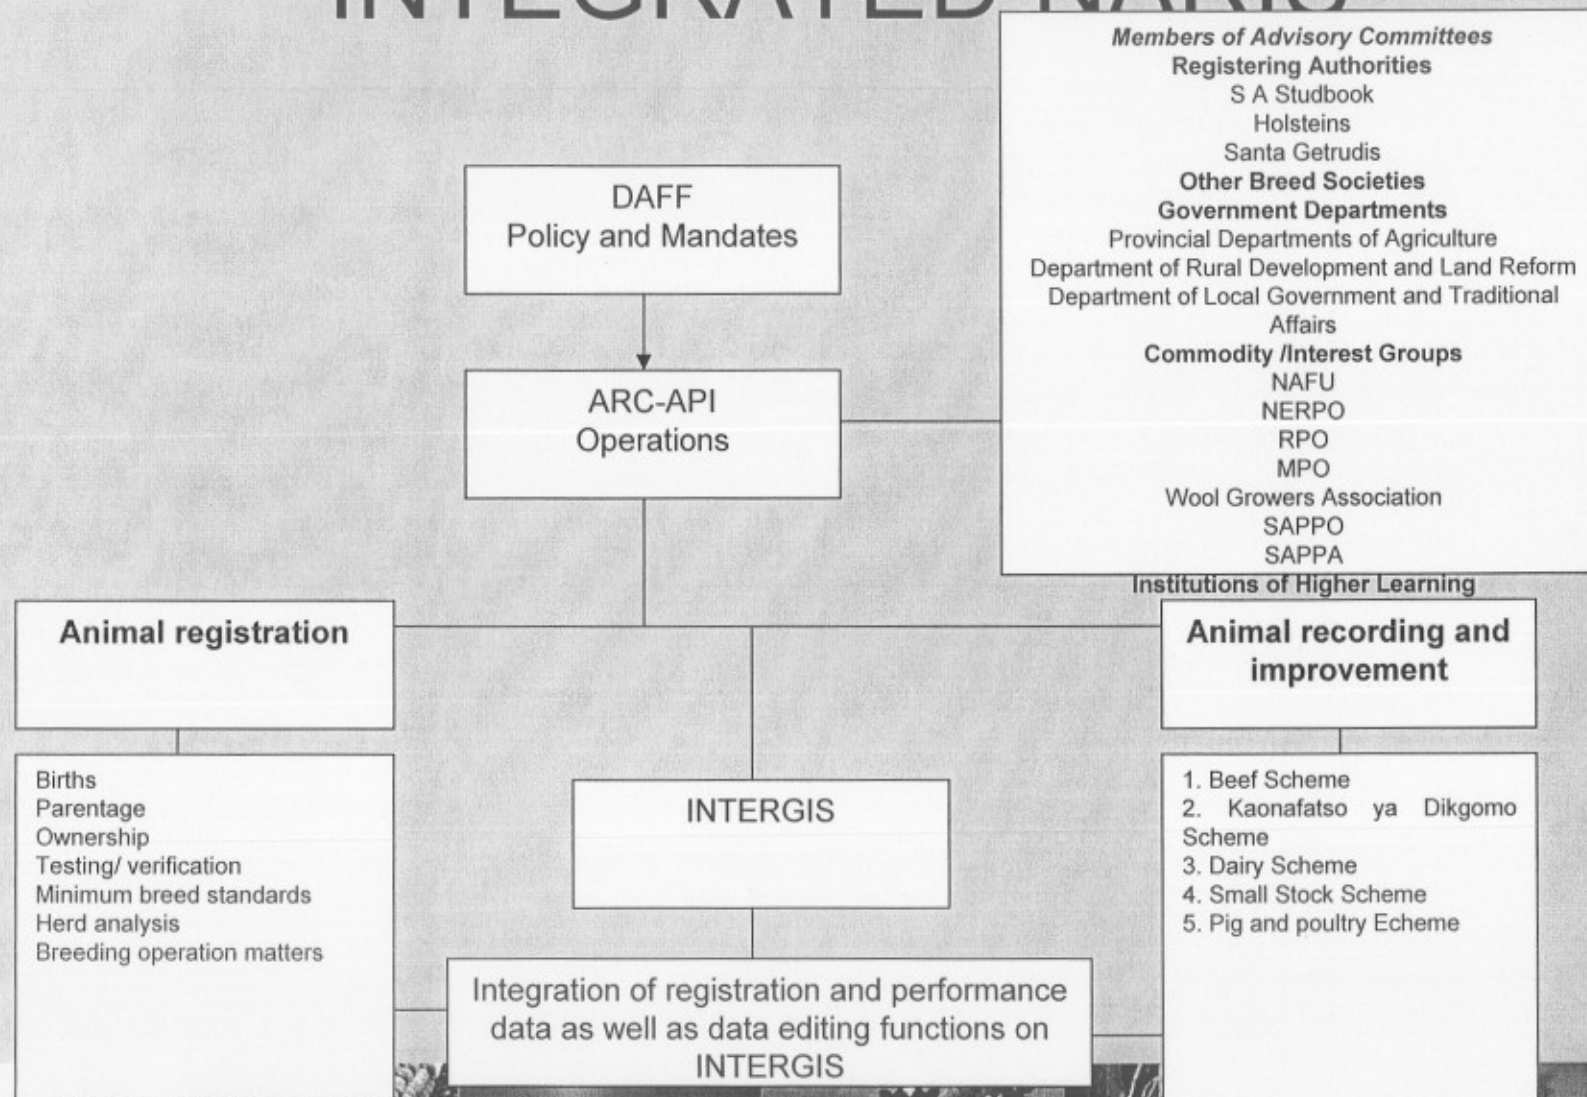 INTEGRATED NARIS
Members of Advisory Committees
Registering Authorities
S A Studbook
Holsteins
Santa Getrudis
Other Breed Societies
Government Departments
Provincial Departments of Agriculture
Department of Rural Development and Land Reform
Department of Local Government and Traditional
Affairs
Commodity /Interest Groups
NAFU
NERPO
RPO
MPO
Wool Growers Association
SAPPO
SAPPA
Institutions of Higher Learning
DAFF
Policy and Mandates
ARC-API
Operations
Animal registration
Births
Parentage
Ownership
Testing/ verification
Minimum breed standards
Herd analysis
Breeding operation matters
INTERGIS
Integration of registration and performance
data as well as data editing functions on
INTERGIS
Animal recording and
improvement
1. Beef Scheme
2. Kaonafatso ya Dikgomo
Scheme
3. Dairy Scheme
4. Small Stock Scheme
5. Pig and poultry Echeme